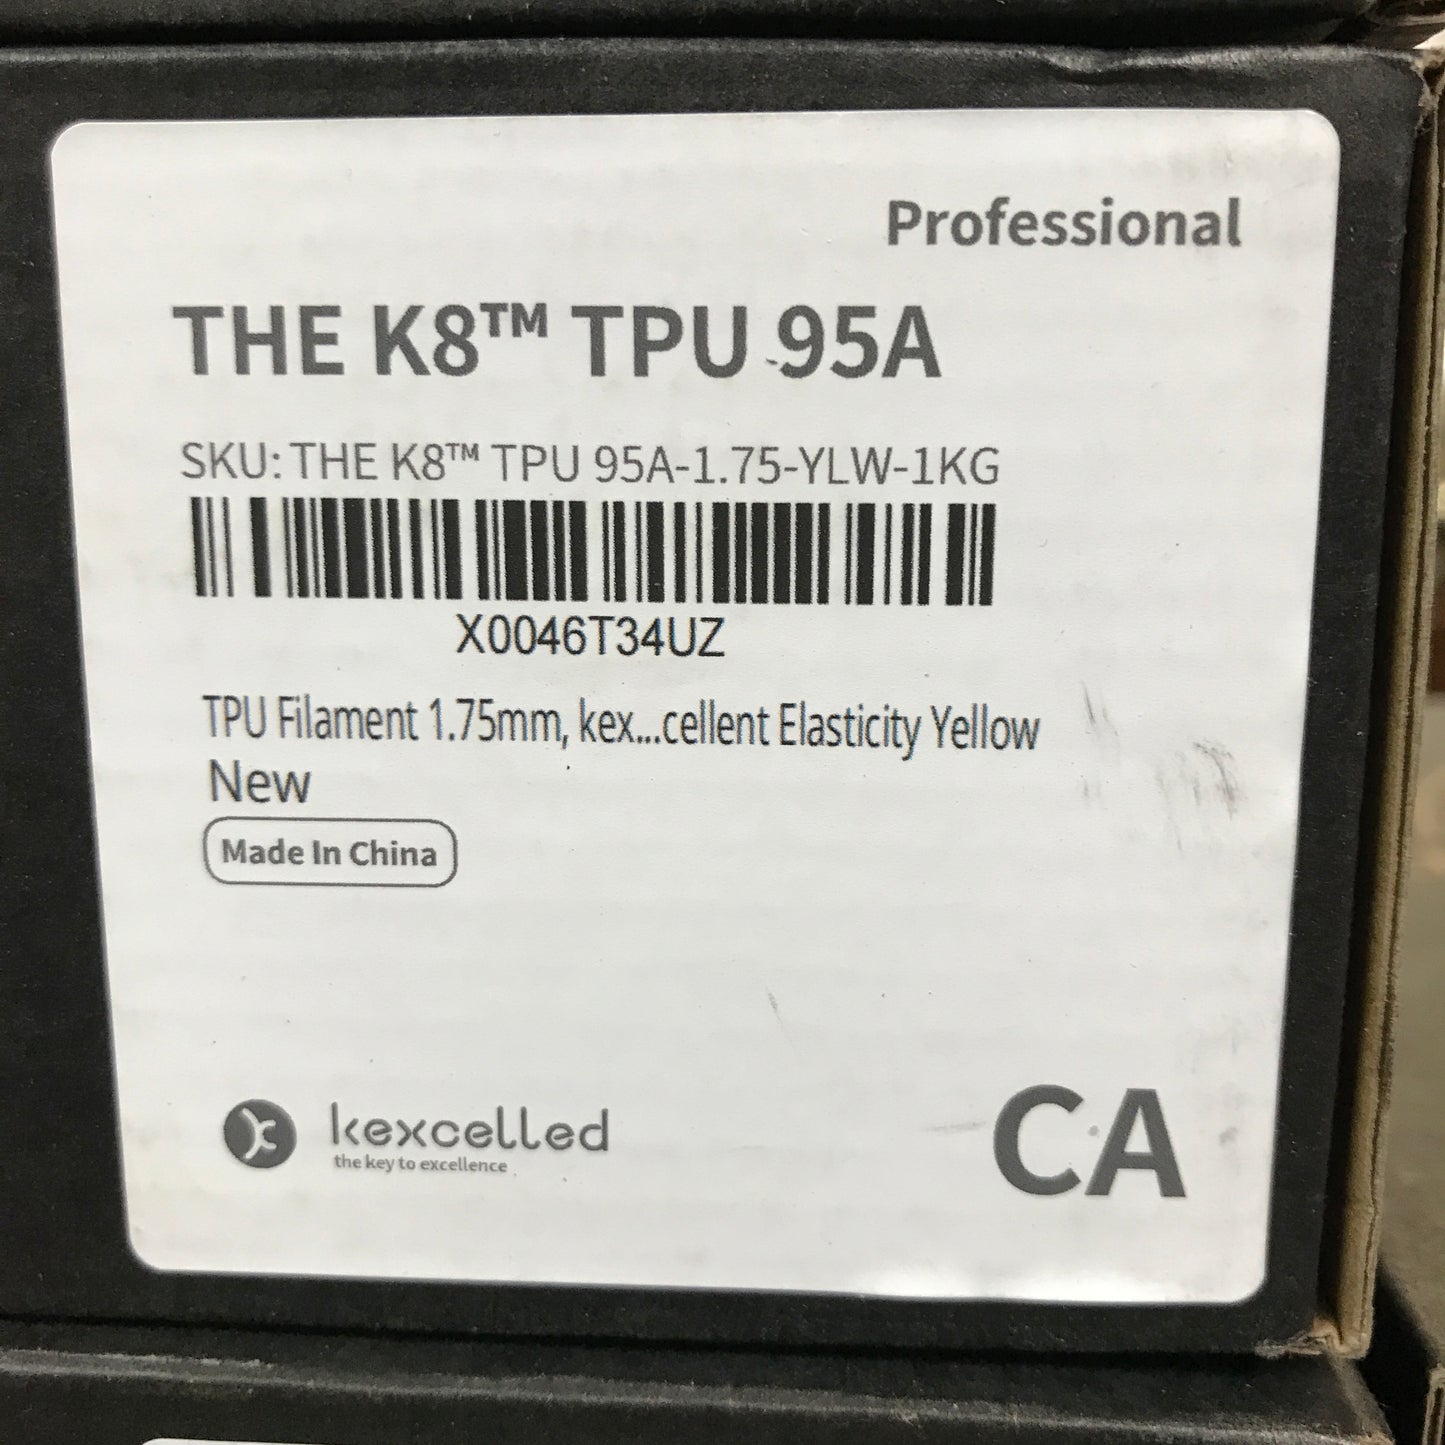 Professional
THE K8™ TPU 95A
SKU: THE K8™ TPU 95A-1.75-YLW-1KG
X0046T34UZ
TPU Filament 1.75mm, kex...cellent Elasticity Yellow
New
Made In China
kexcelled
the key to excellence
CA